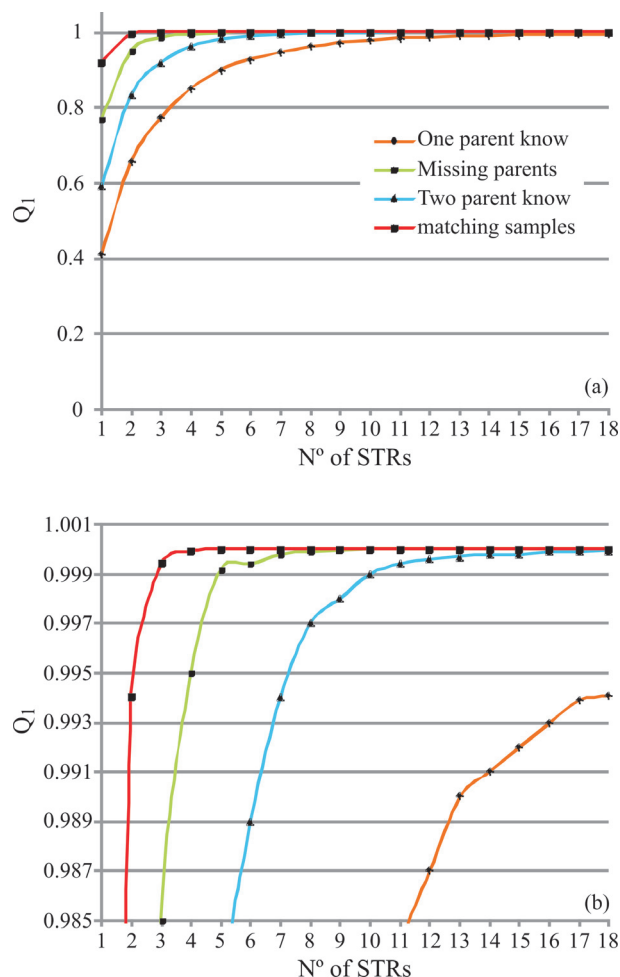 1
0.8
0.6
0.4
0.2
0
Q1
One parent know
Missing parents
Two parent know
matching samples
(a)
1 2 3 4 5 6 7 8 9 10 11 12 13 14 15 16 17 18
Nº of STRs
1.001
0.999
0.997
0.995
0.993
0.991
0.989
0.987
0.985
Q1
(b)
1 2 3 4 5 6 7 8 9 10 11 12 13 14 15 16 17 18
Nº of STRs